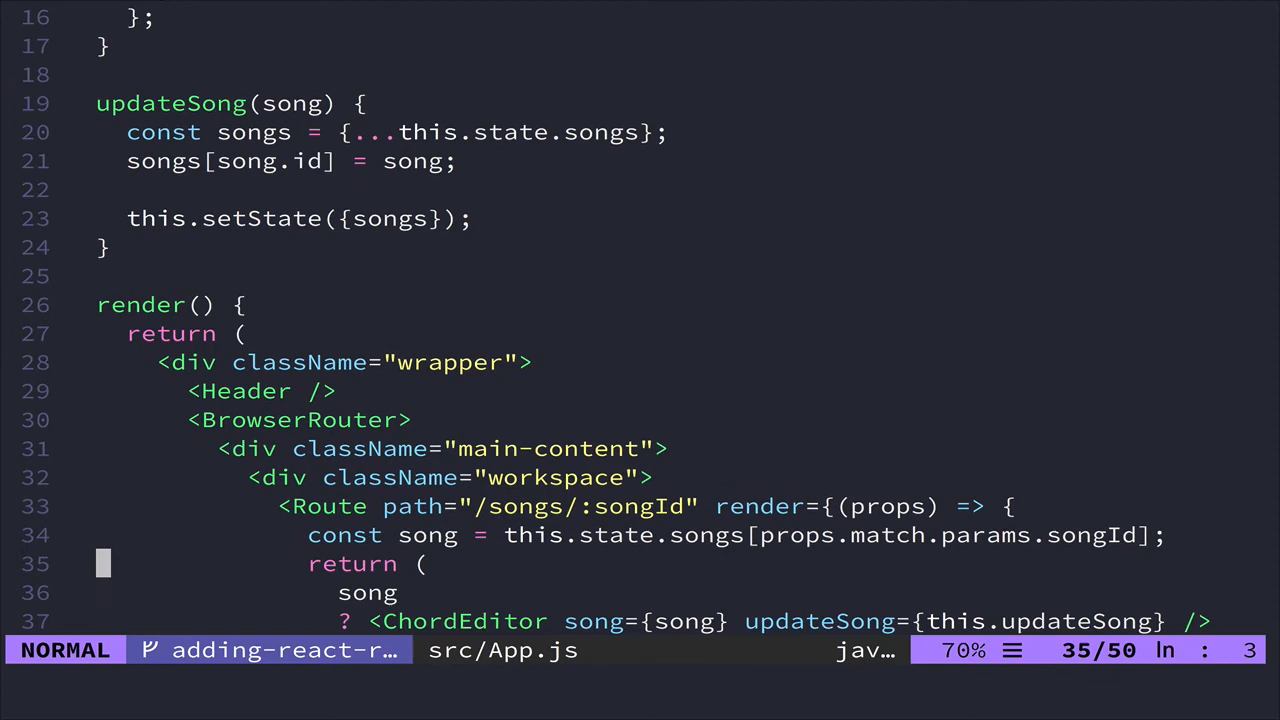 16 };
17 }
18
19 updateSong(song) {
20 const songs = {...this.state.songs};
21 songs[song.id] = song;
22
23 this.setState({songs});
24 }
25
26 render() {
27 return (
28 <div className="wrapper">
29 <Header />
30 <BrowserRouter>
31 <div className="main-content">
32 <div className="workspace">
33 <Route path="/songs/:songId" render={(props) => {
34 const song = this.state.songs[props.match.params.songId];
35 return (
36 song
37 ? <ChordEditor song={song} updateSong={this.updateSong} />
NORMAL adding-react-r… src/App.js jav… 70% ☰ 35/50 ln : 3